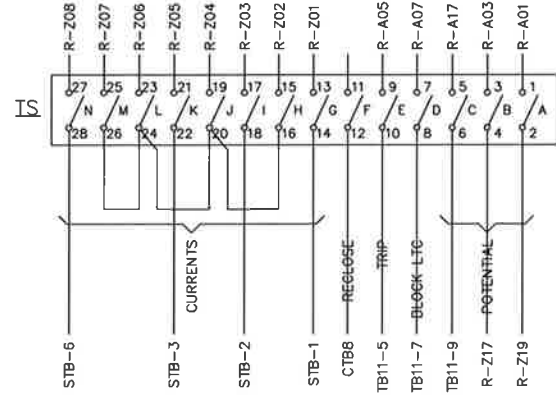 R-Z08 R-Z07 R-Z06 R-Z05 R-Z04 R-Z03 R-Z02 R-Z01 R-A05 R-A07 R-A17 R-A03 R-A01
27 25 23 21 19 17 15 13 11 9 7 5 3 1
TS N M L K J I H G F E D C B A
28 26 24 22 20 18 16 14 12 10 8 6 4 2
CURRENTS RECLOSE TRIP BLOCK LTC POTENTIAL
STB-6 STB-3 STB-2 STB-1 CTB8 TB11-5 TB11-7 TB11-9 R-Z17 R-Z19